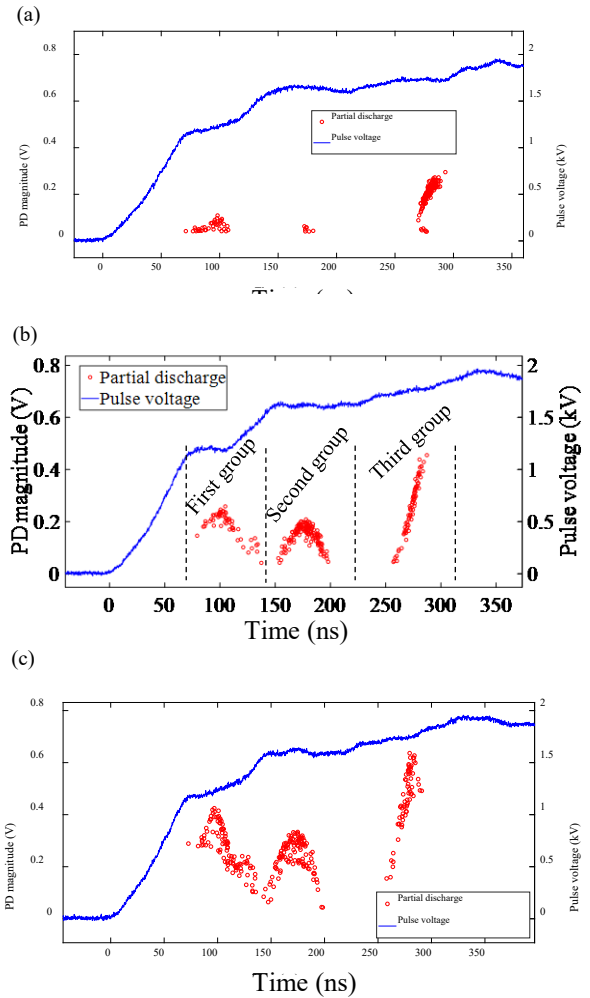 (a)
0.8
0.6
0.4
0.2
0
PD magnitude (V)
2
1.5
1
0.5
0
Pulse voltage (kV)
Partial discharge
Pulse voltage
0
50
100
150
200
250
300
350
Time (ns)
(b)
0.8
0.6
0.4
0.2
0
PD magnitude (V)
2
1.5
1
0.5
0
Pulse voltage (kV)
Partial discharge
Pulse voltage
First group
Second group
Third group
0
50
100
150
200
250
300
350
Time (ns)
(c)
0.8
0.6
0.4
0.2
0
PD magnitude (V)
2
1.5
1
0.5
0
Pulse voltage (kV)
Partial discharge
Pulse voltage
0
50
100
150
200
250
300
350
Time (ns)